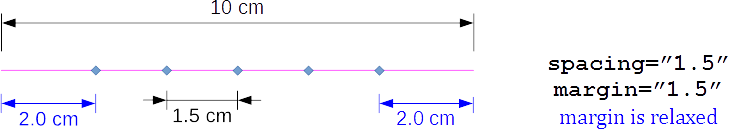 10 cm
2.0 cm
1.5 cm
2.0 cm
spacing=”1.5”
margin=”1.5”
margin is relaxed